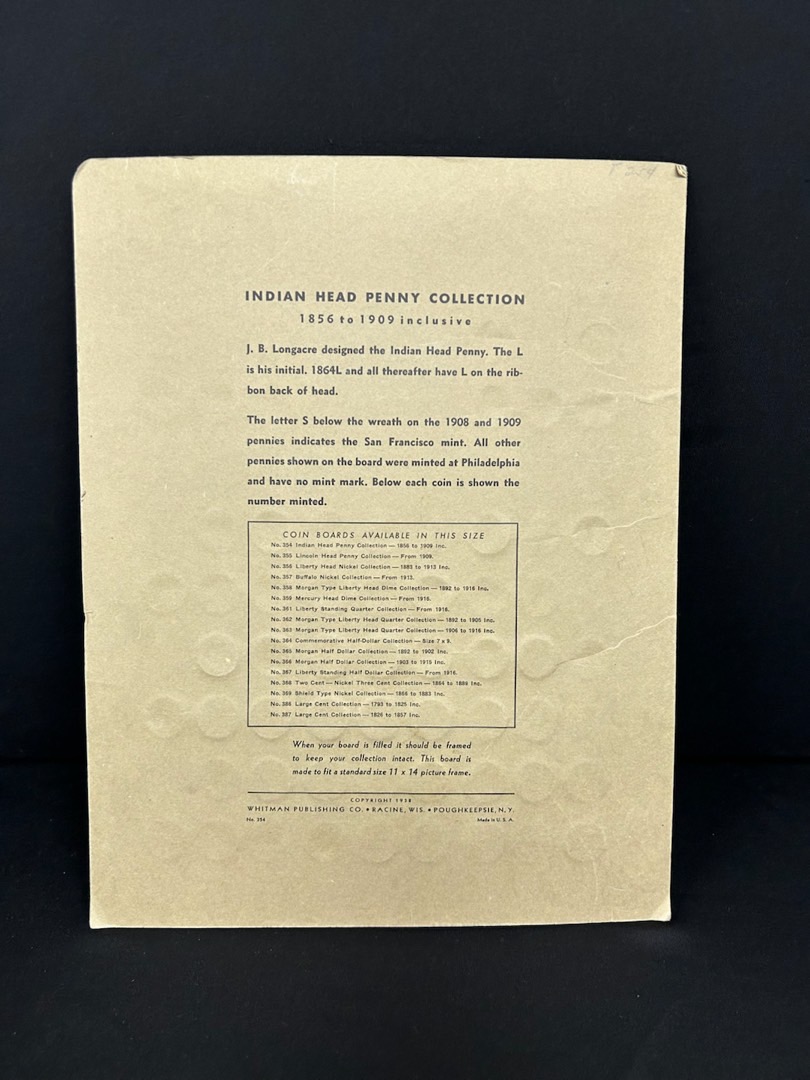 INDIAN HEAD PENNY COLLECTION
1856 to 1909 inclusive
J. B. Longacre designed the Indian Head Penny. The L
is his initial. 1864L and all thereafter have L on the rib-
bon back of head.
The letter S below the wreath on the 1908 and 1909
pennies indicates the San Francisco mint. All other
pennies shown on the board were minted at Philadelphia
and have no mint mark. Below each coin is shown the
number minted.
COIN BOARDS AVAILABLE IN THIS SIZE
No. 354 Indian Head Penny Collection — 1856 to 1909 Inc.
No. 355 Lincoln Head Penny Collection — From 1909.
No. 356 Liberty Head Nickel Collection — 1883 to 1913 Inc.
No. 357 Buffalo Nickel Collection — From 1913.
No. 358 Morgan Type Liberty Head Dime Collection — 1892 to 1916 Inc.
No. 359 Mercury Head Dime Collection — From 1916.
No. 361 Liberty Standing Quarter Collection — From 1916.
No. 362 Morgan Type Liberty Head Quarter Collection — 1892 to 1905 Inc.
No. 363 Morgan Type Liberty Head Quarter Collection — 1906 to 1916 Inc.
No. 364 Commemorative Half-Dollar Collection — Size 7 x 9.
No. 365 Morgan Half Dollar Collection — 1892 to 1902 Inc.
No. 366 Morgan Half Dollar Collection — 1903 to 1915 Inc.
No. 367 Liberty Standing Half Dollar Collection — From 1916.
No. 368 Two Cent — Nickel Three Cent Collection — 1864 to 1886 Inc.
No. 369 Shield Type Nickel Collection — 1866 to 1883 Inc.
No. 386 Large Cent Collection — 1793 to 1825 Inc.
No. 387 Large Cent Collection — 1826 to 1857 Inc.
When your board is filled it should be framed
to keep your collection intact. This board is
made to fit a standard size 11 x 14 picture frame.
COPYRIGHT 1938
WHITMAN PUBLISHING CO. • RACINE, WIS. • POUGHKEEPSIE, N. Y.
No. 354 Made in U. S. A.